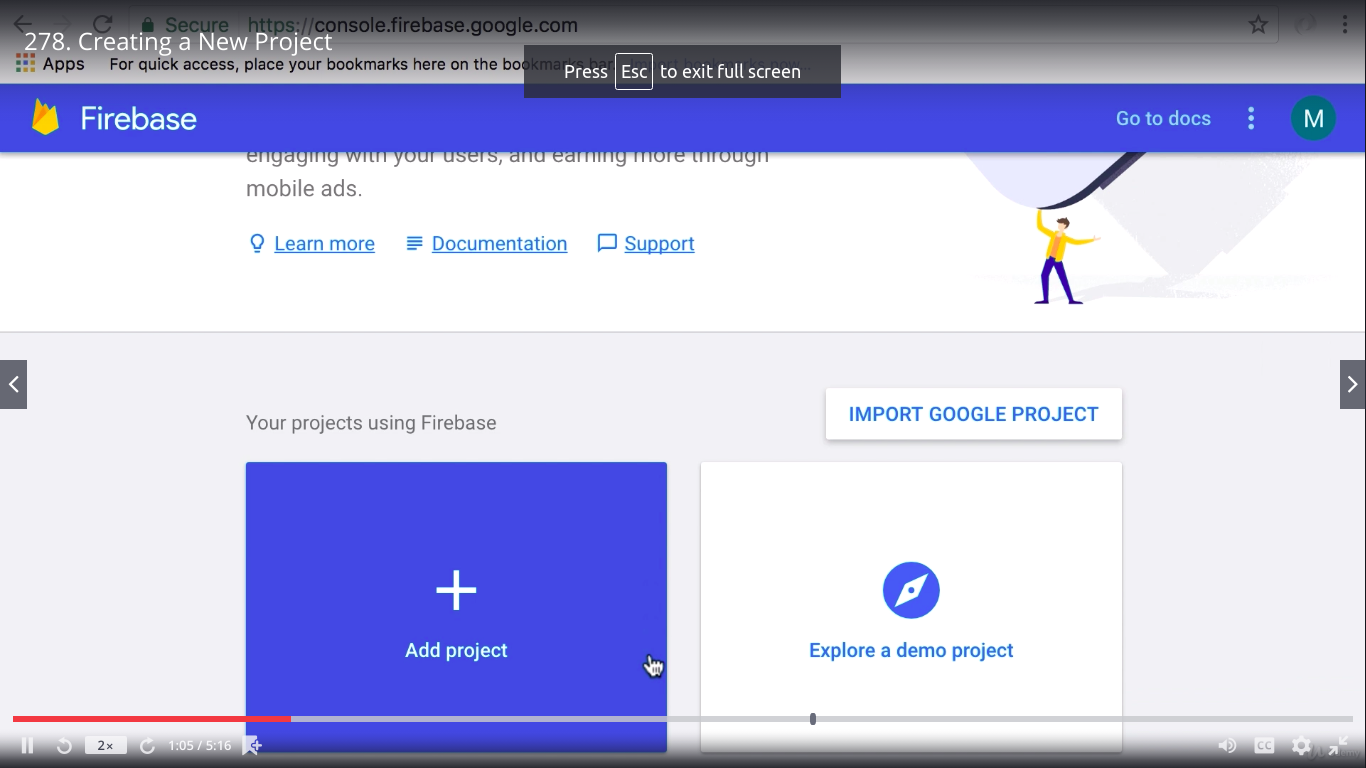 Secure https://console.firebase.google.com
278. Creating a New Project
Apps For quick access, place your bookmarks here on the bookmarks bar.
Press Esc to exit full screen
Firebase
Go to docs
M
engaging with your users, and earning more through
mobile ads.
Learn more Documentation Support
Your projects using Firebase
IMPORT GOOGLE PROJECT
Add project
Explore a demo project
2x
1:05 / 5:16
CC